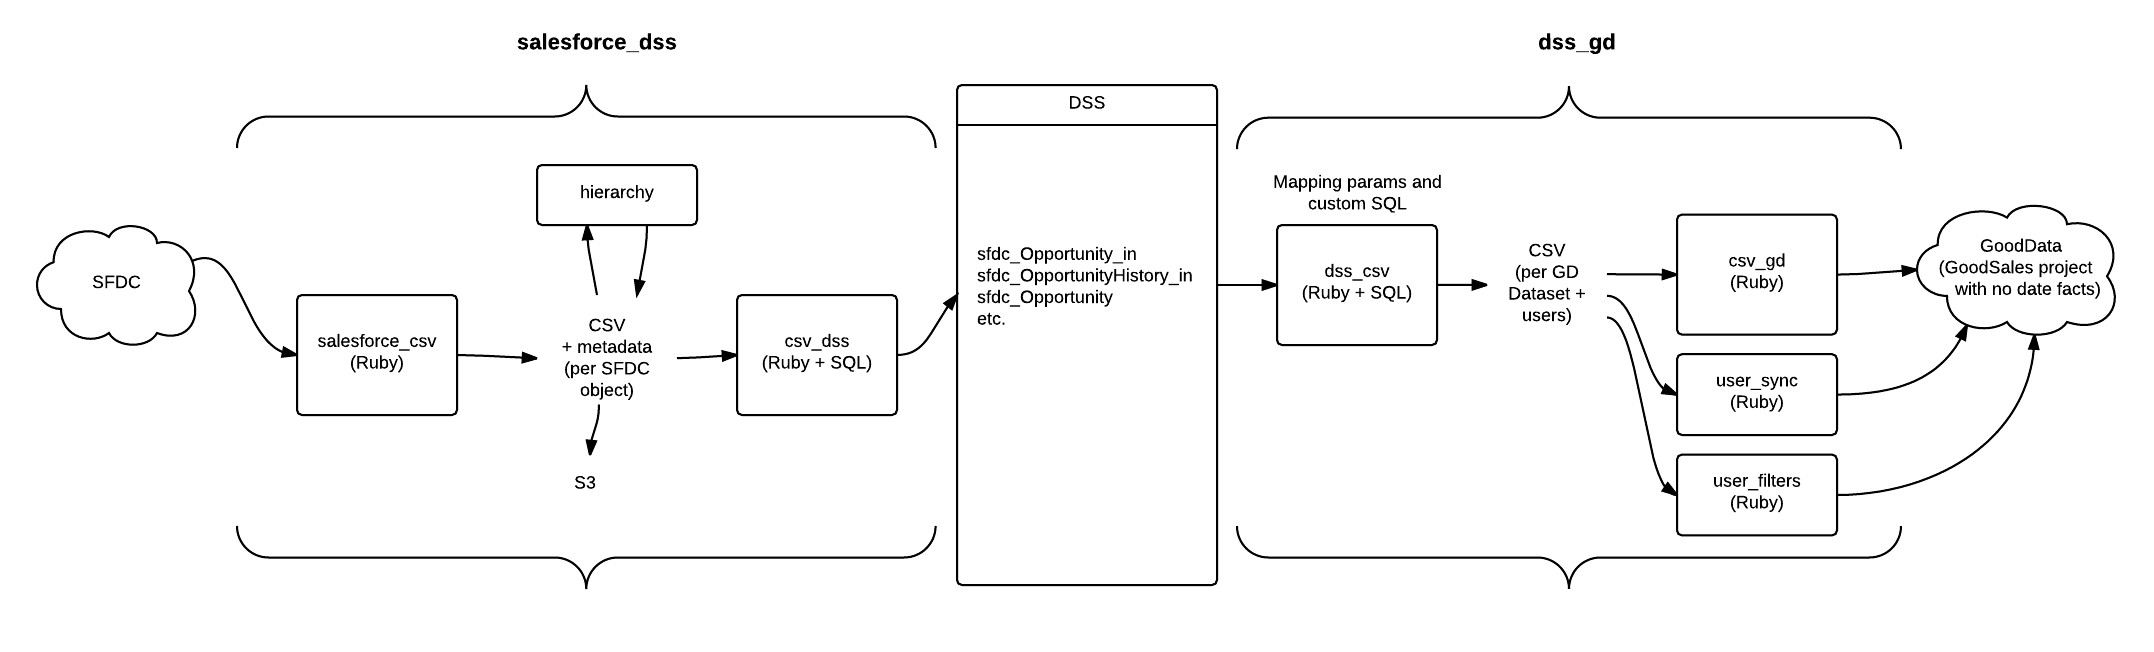 salesforce_dss
dss_gd
SFDC
salesforce_csv
(Ruby)
hierarchy
CSV
+ metadata
(per SFDC
object)
S3
csv_dss
(Ruby + SQL)
DSS
sfdc_Opportunity_in
sfdc_OpportunityHistory_in
sfdc_Opportunity
etc.
Mapping params and
custom SQL
dss_csv
(Ruby + SQL)
CSV
(per GD
Dataset +
users)
csv_gd
(Ruby)
user_sync
(Ruby)
user_filters
(Ruby)
GoodData
(GoodSales project
with no date facts)